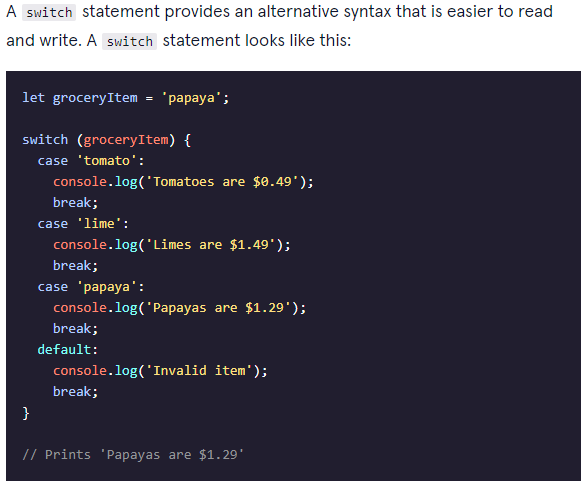 A switch statement provides an alternative syntax that is easier to read
and write. A switch statement looks like this:
let groceryItem = 'papaya';
switch (groceryItem) {
case 'tomato':
console.log('Tomatoes are $0.49');
break;
case 'lime':
console.log('Limes are $1.49');
break;
case 'papaya':
console.log('Papayas are $1.29');
break;
default:
console.log('Invalid item');
break;
}
// Prints 'Papayas are $1.29'